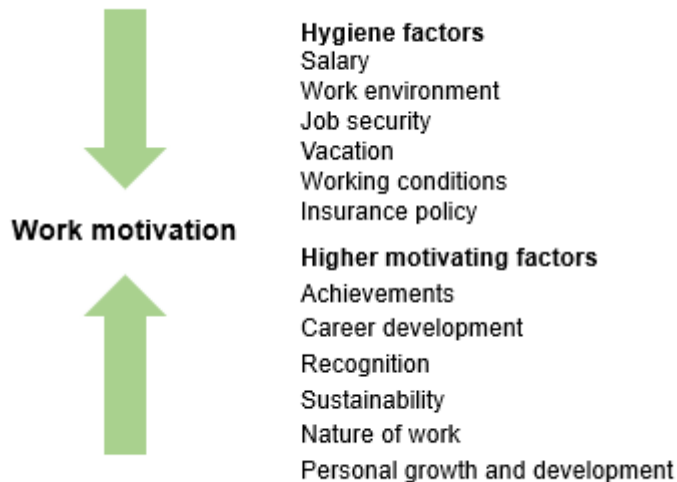 Hygiene factors
Salary
Work environment
Job security
Vacation
Working conditions
Insurance policy
Work motivation
Higher motivating factors
Achievements
Career development
Recognition
Sustainability
Nature of work
Personal growth and development